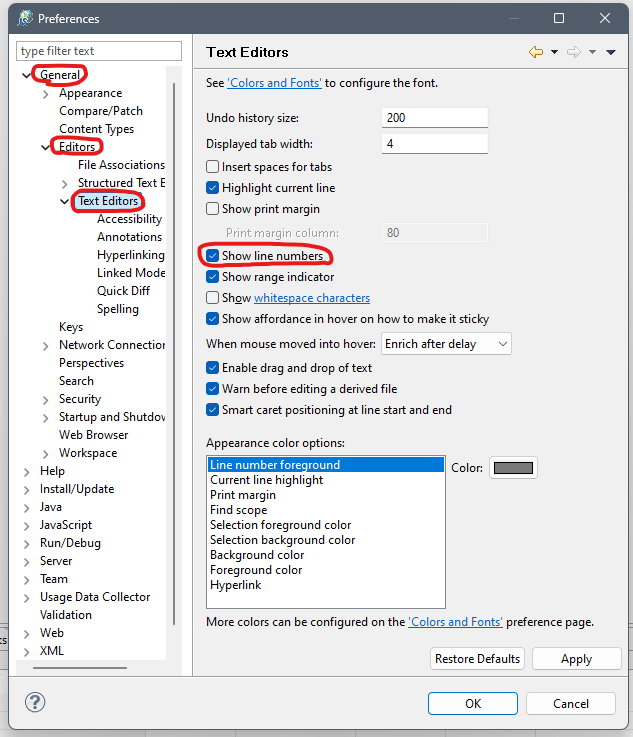 Preferences
type filter text
General
Appearance
Compare/Patch
Content Types
Editors
File Associations
Structured Text E
Text Editors
Accessibility
Annotations
Hyperlinking
Linked Mode
Quick Diff
Spelling
Keys
Network Connection
Perspectives
Search
Security
Startup and Shutdow
Web Browser
Workspace
Help
Install/Update
Java
JavaScript
Run/Debug
Server
Team
Usage Data Collector
Validation
Web
XML
Text Editors
See 'Colors and Fonts' to configure the font.
Undo history size: 200
Displayed tab width: 4
Insert spaces for tabs
Highlight current line
Show print margin
Print margin column: 80
Show line numbers
Show range indicator
Show whitespace characters
Show affordance in hover on how to make it sticky
When mouse moved into hover: Enrich after delay
Enable drag and drop of text
Warn before editing a derived file
Smart caret positioning at line start and end
Appearance color options:
Line number foreground
Current line highlight
Print margin
Find scope
Selection foreground color
Selection background color
Background color
Foreground color
Hyperlink
Color:
More colors can be configured on the 'Colors and Fonts' preference page.
Restore Defaults Apply
? OK Cancel